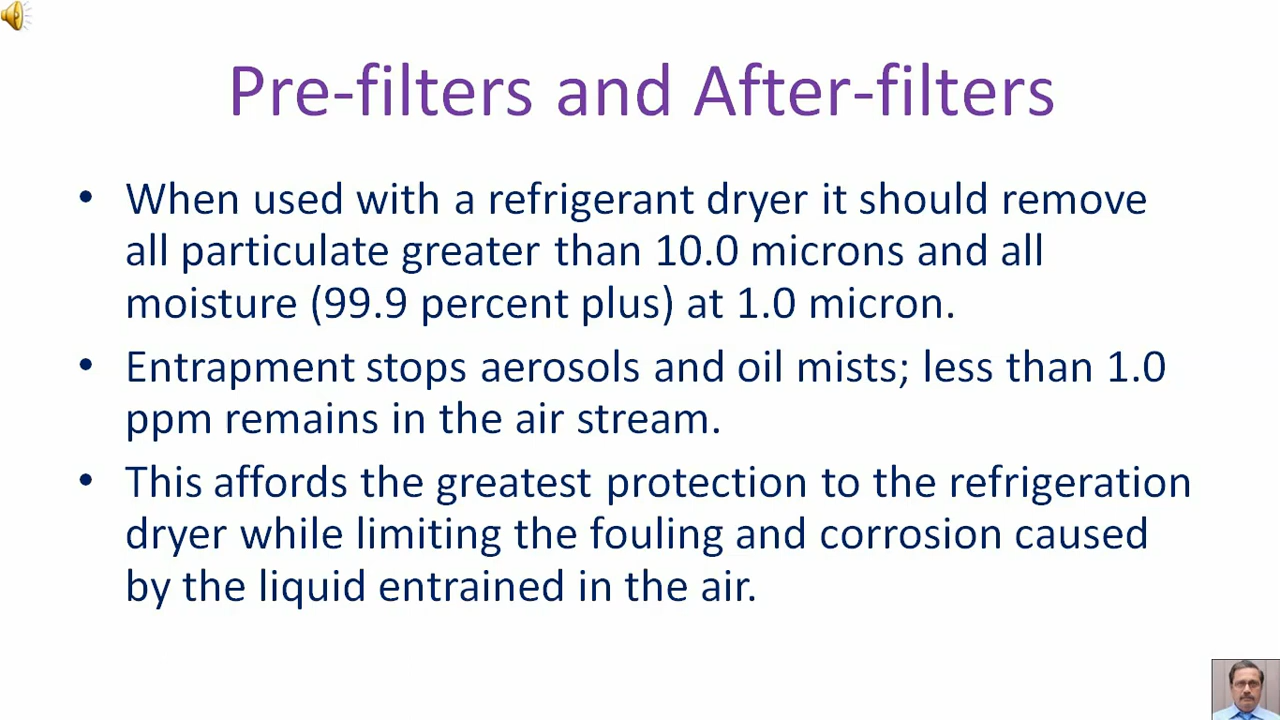 Pre-filters and After-filters
• When used with a refrigerant dryer it should remove
all particulate greater than 10.0 microns and all
moisture (99.9 percent plus) at 1.0 micron.
• Entrapment stops aerosols and oil mists; less than 1.0
ppm remains in the air stream.
• This affords the greatest protection to the refrigeration
dryer while limiting the fouling and corrosion caused
by the liquid entrained in the air.